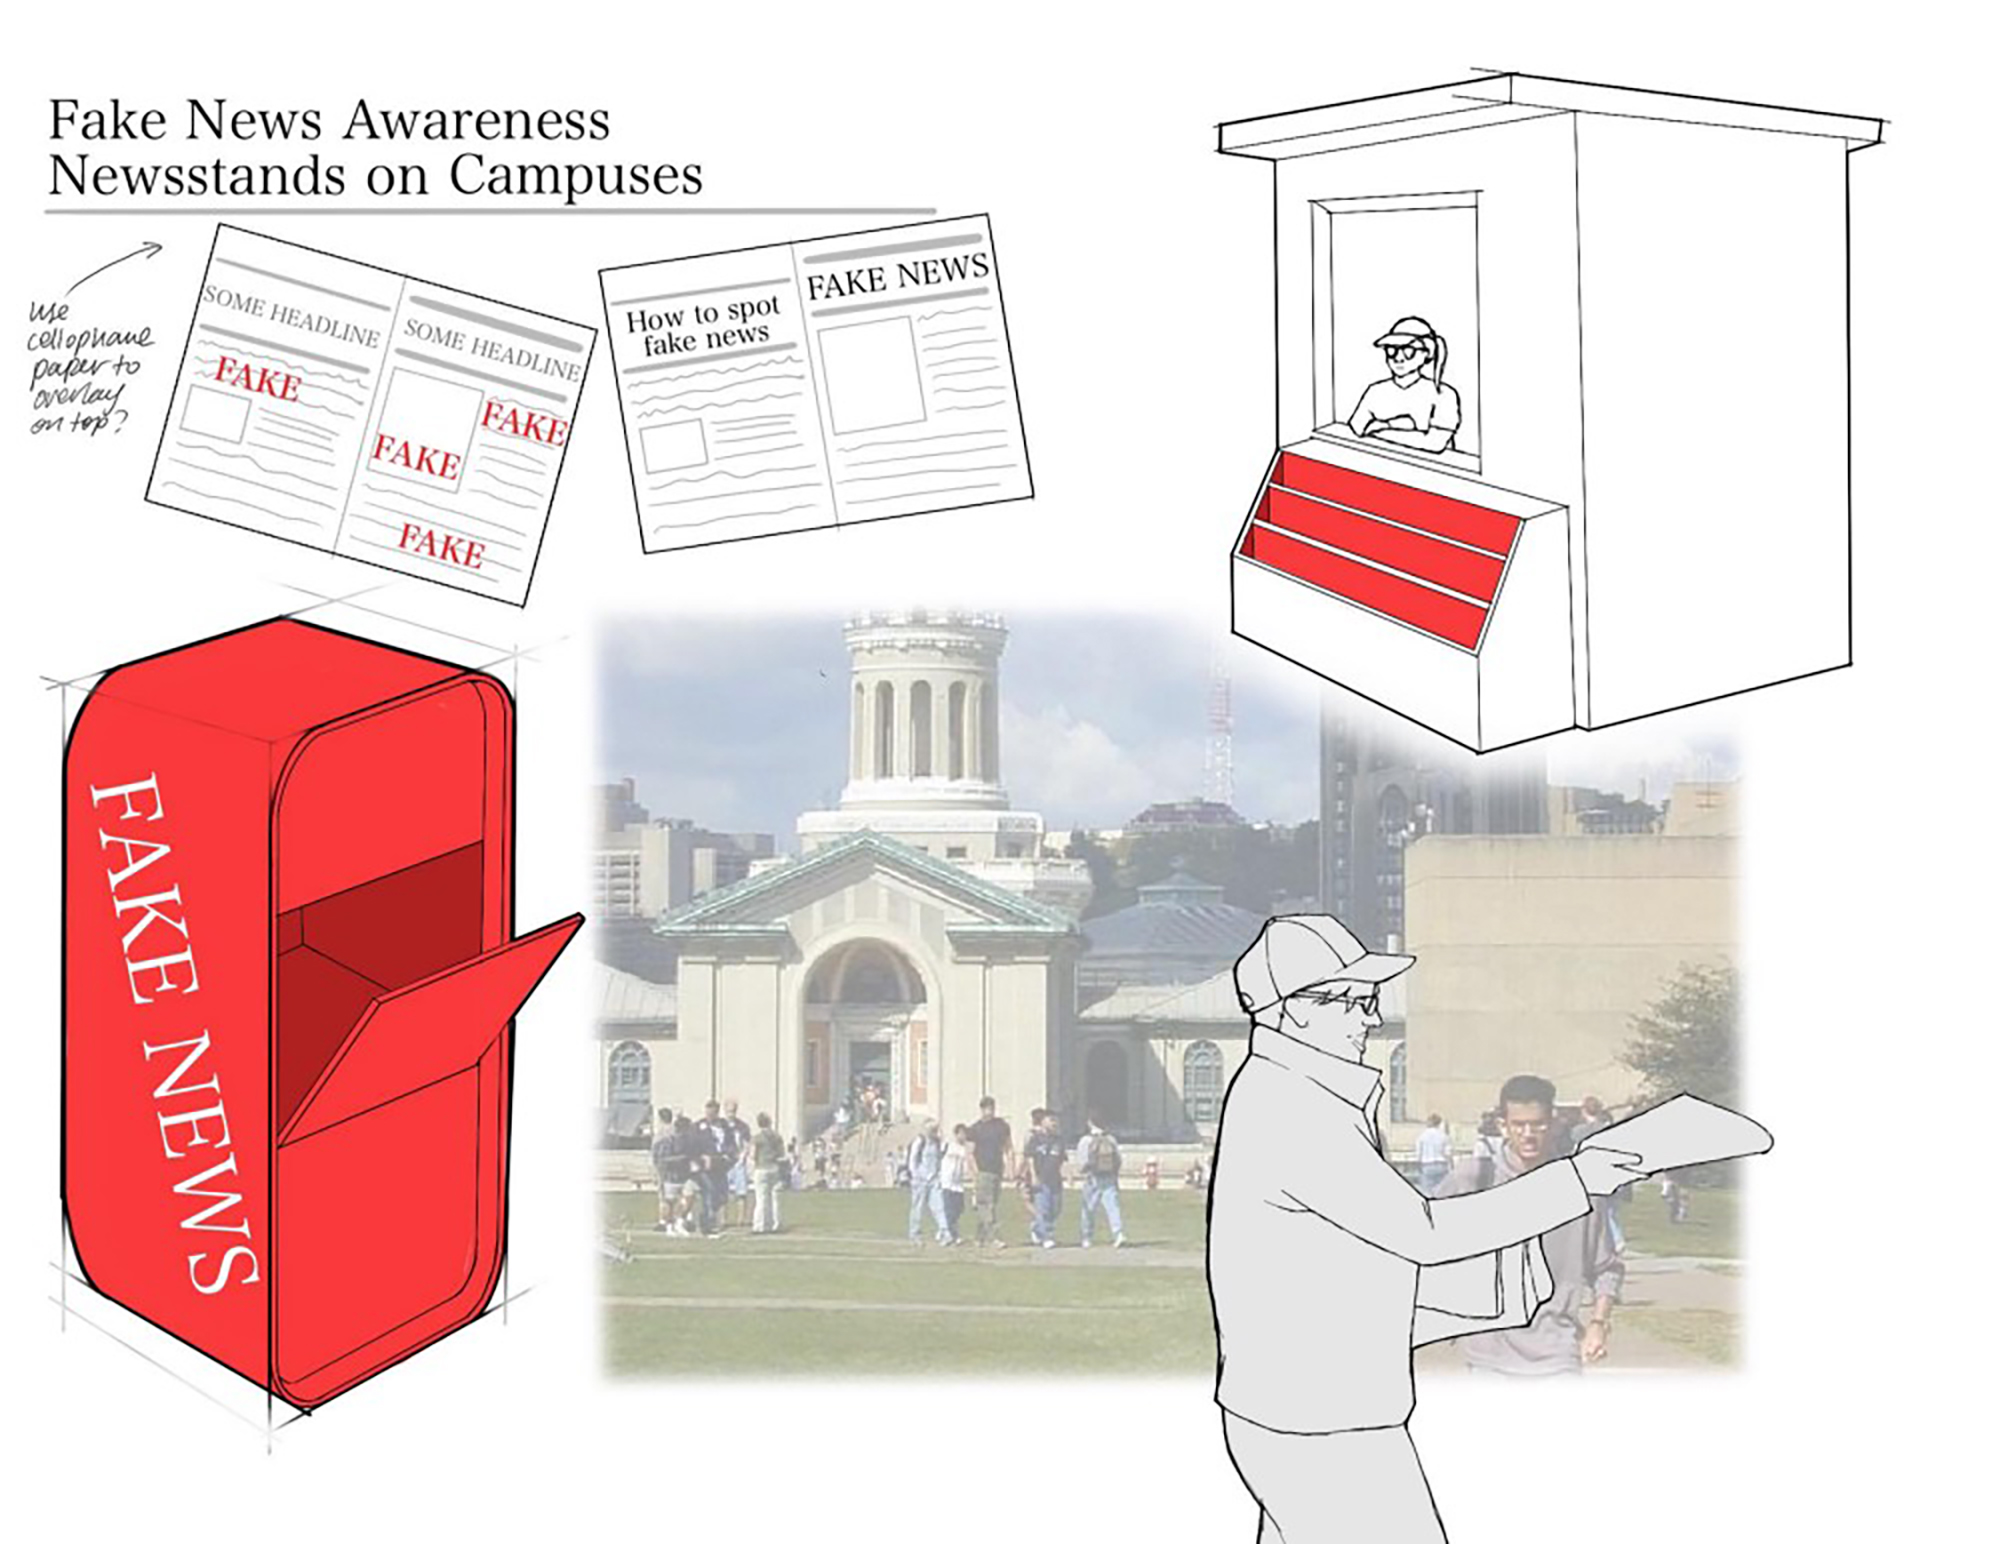 Fake News Awareness
Newsstands on Campuses
use
cellophane
paper to
overlay
on top?
SOME HEADLINE
FAKE
SOME HEADLINE
FAKE
FAKE
FAKE
How to spot
fake news
FAKE NEWS
FAKE NEWS